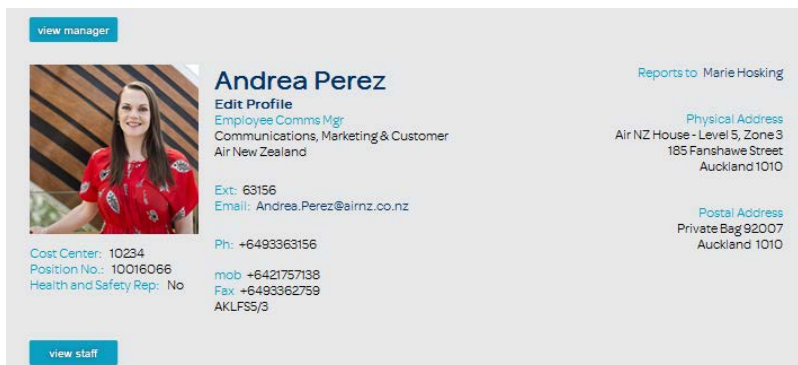 view manager
Andrea Perez
Edit Profile
Employee Comms Mgr
Communications, Marketing & Customer
Air New Zealand
Ext: 63156
Email: Andrea.Perez@airnz.co.nz
Ph: +6493363156
mob +6421757138
Fax +6493362759
AKLFS5/3
Cost Center: 10234
Position No.: 10016066
Health and Safety Rep: No
Reports to Marie Hosking
Physical Address
Air NZ House - Level 5, Zone 3
185 Fanshawe Street
Auckland 1010
Postal Address
Private Bag 92007
Auckland 1010
view staff